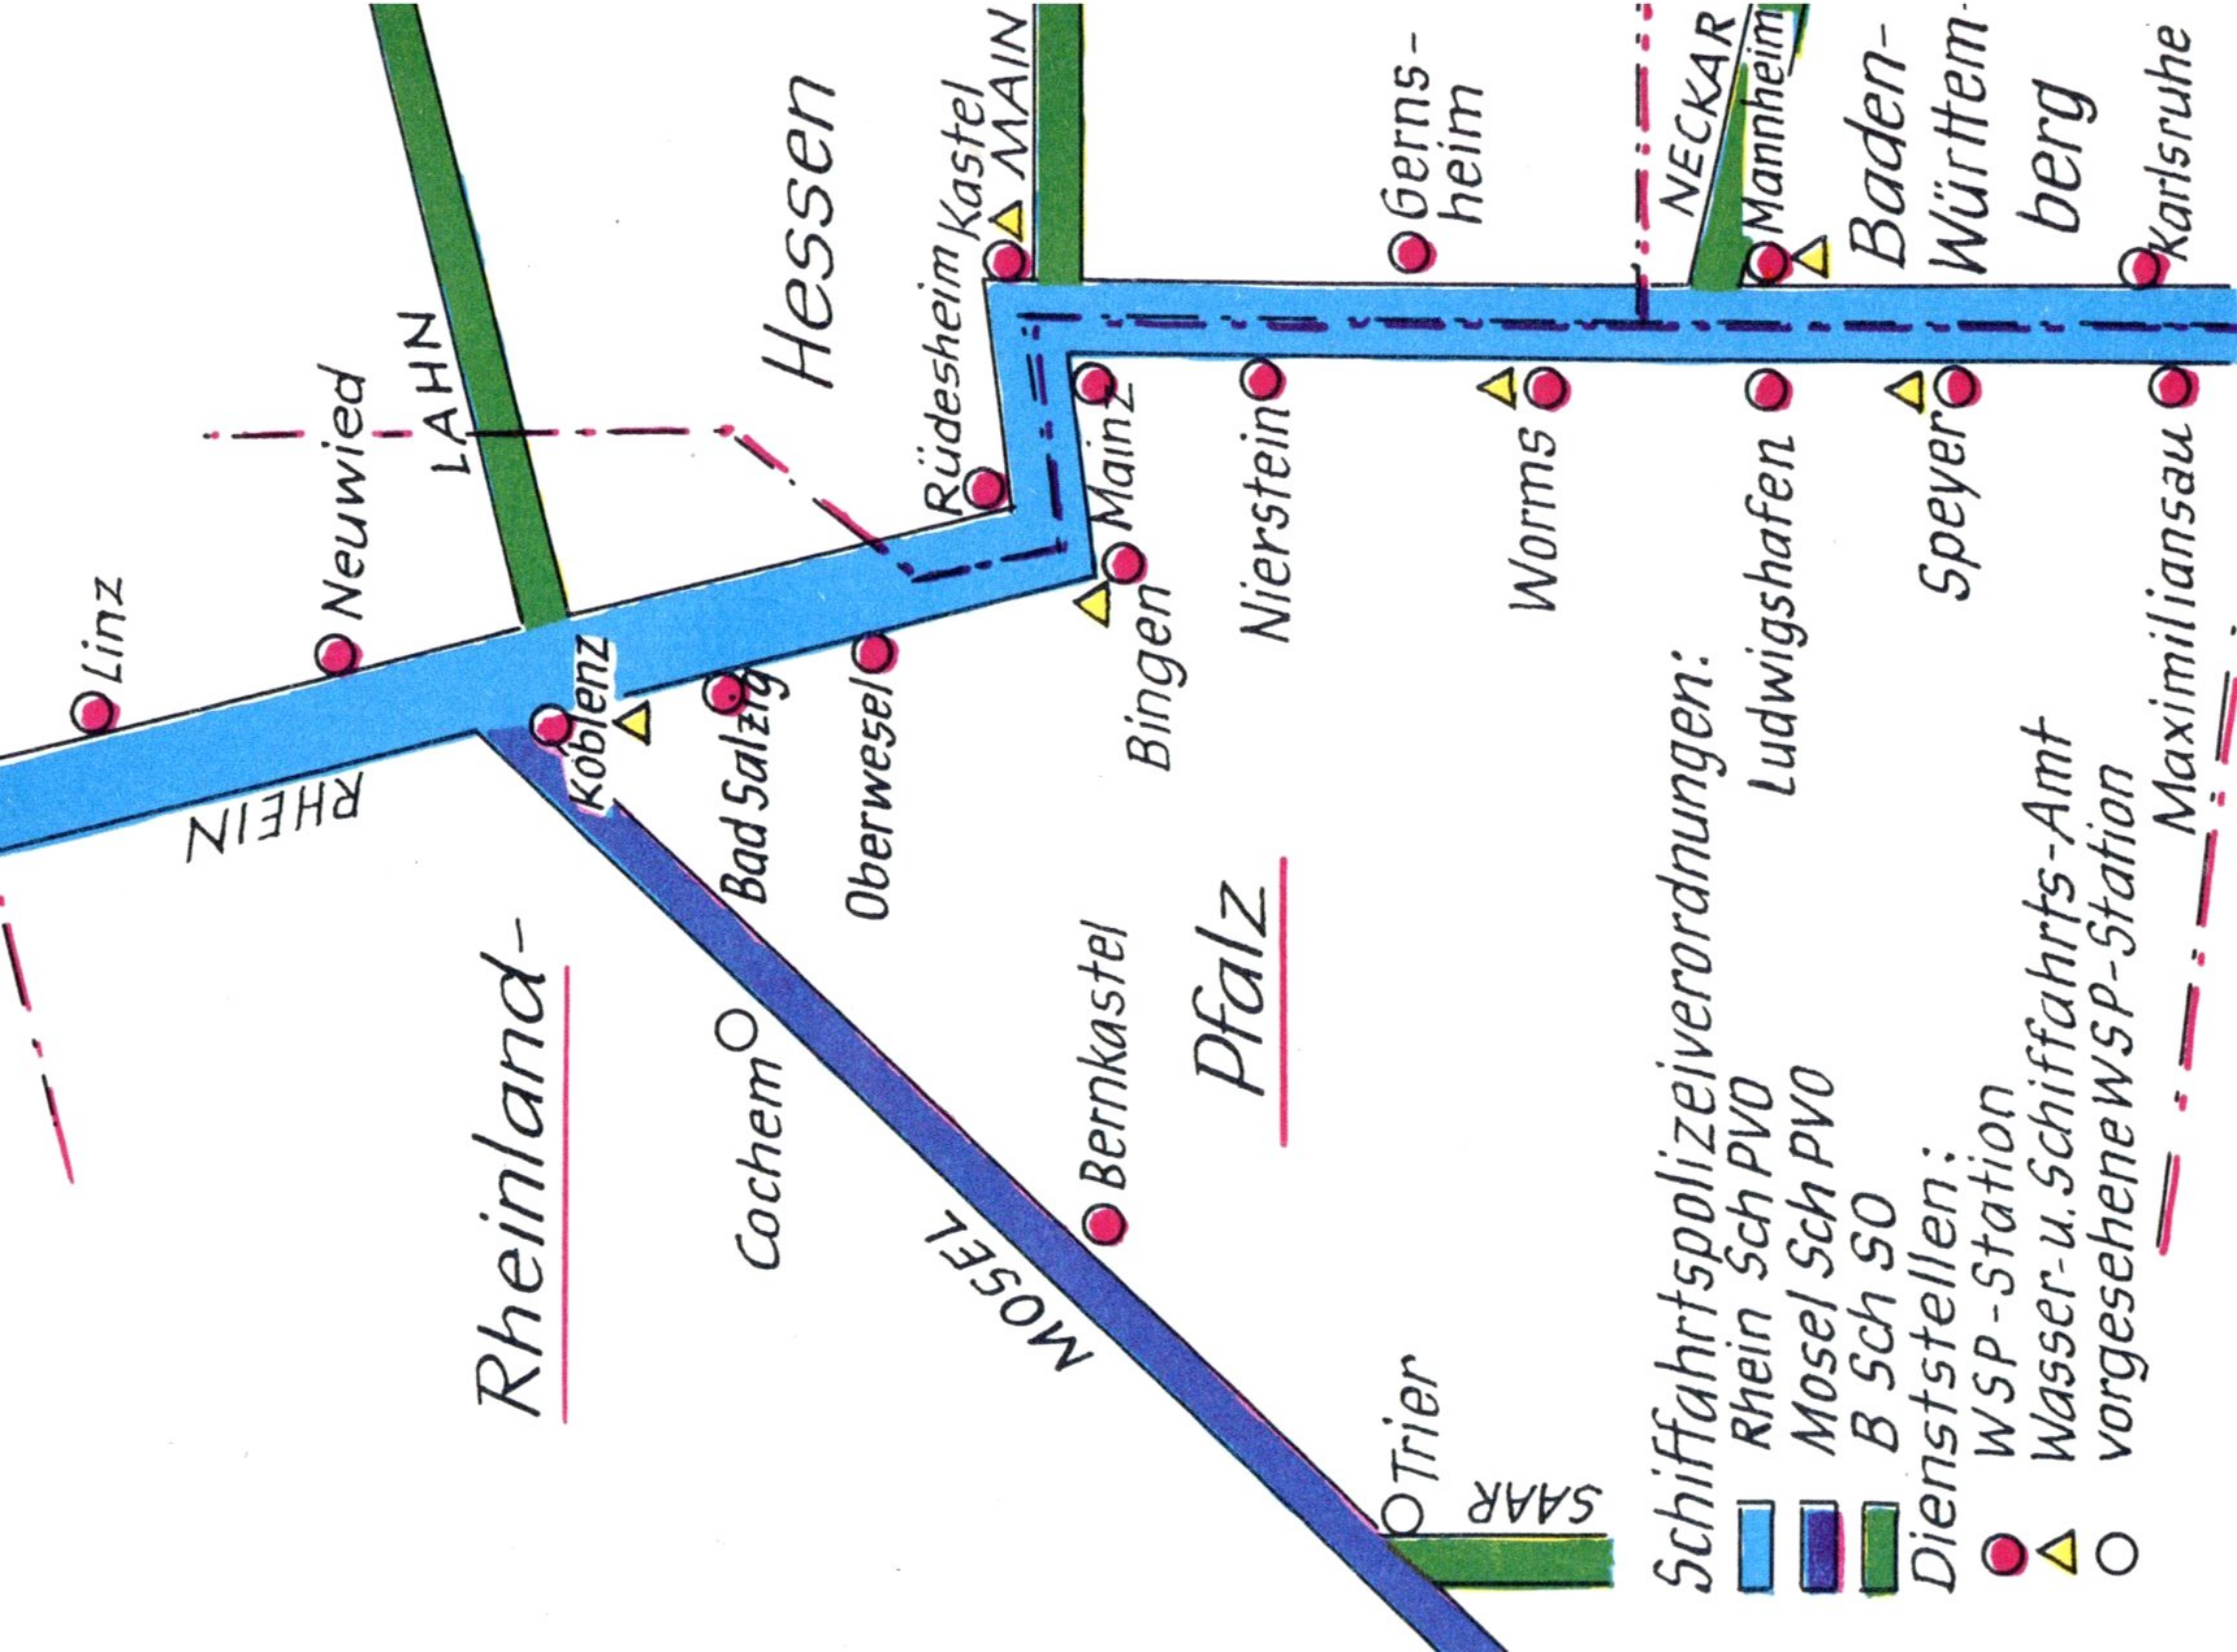 Linz
Neuwied
LAHN
RHEIN
Koblenz
Bad Salzig
Oberwesel
Hessen
Rüdesheim
Kastel
MAIN
Mainz
Bingen
Nierstein
Gerns-
heim
Worms
NECKAR
Mannheim
Ludwigshafen
Baden-
Württem-
berg
Speyer
Karlsruhe
Maximiliansau
Rheinland-
Pfalz
Cochem
Bernkastel
MOSEL
Trier
SAAR
Schiffahrtspolizeiverordnungen:
Rhein Sch PVO
Mosel Sch PVO
B Sch SO
Dienststellen:
WSP-Station
Wasser-u.Schiffahrts-Amt
vorgesehene WSP-Station